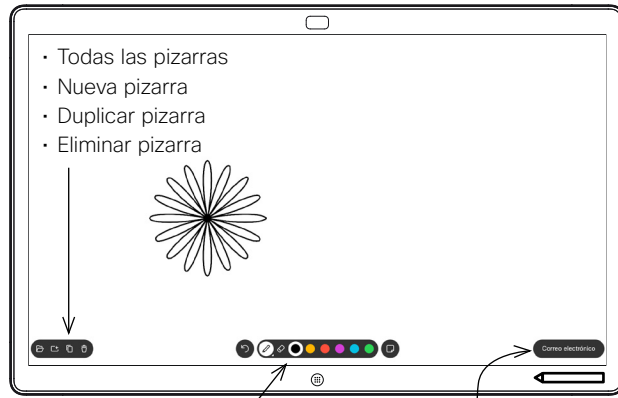 · Todas las pizarras
· Nueva pizarra
· Duplicar pizarra
· Eliminar pizarra
Correo electrónico